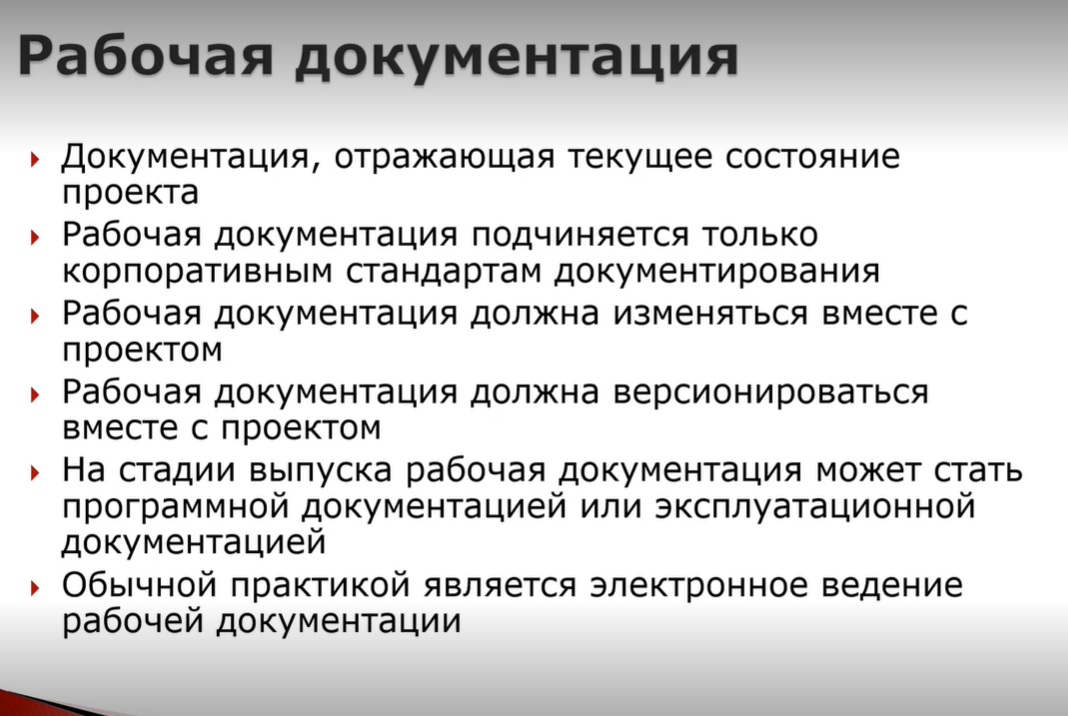 Рабочая документация
Документация, отражающая текущее состояние
проекта
Рабочая документация подчиняется только
корпоративным стандартам документирования
Рабочая документация должна изменяться вместе с
проектом
Рабочая документация должна версионироваться
вместе с проектом
На стадии выпуска рабочая документация может стать
программной документацией или эксплуатационной
документацией
Обычной практикой является электронное ведение
рабочей документации